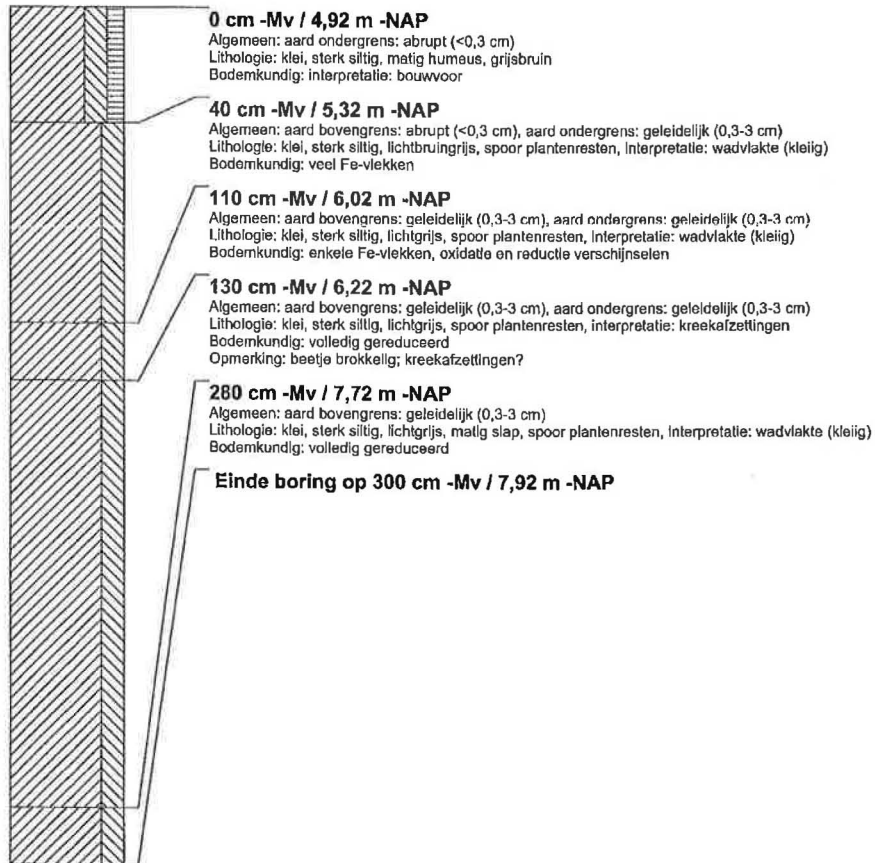 0 cm -Mv / 4,92 m -NAP
Algemeen: aard ondergrens: abrupt (<0,3 cm)
Lithologie: klei, sterk siltig, matig humeus, grijsbruin
Bodemkundig: interpretatie: bouwvoor
40 cm -Mv / 5,32 m -NAP
Algemeen: aard bovengrens: abrupt (<0,3 cm), aard ondergrens: geleidelijk (0,3-3 cm)
Lithologie: klei, sterk siltig, lichtbruingrijs, spoor plantenresten, interpretatie: wadvlakte (kleiig)
Bodemkundig: veel Fe-vlekken
110 cm -Mv / 6,02 m -NAP
Algemeen: aard bovengrens: geleidelijk (0,3-3 cm), aard ondergrens: geleidelijk (0,3-3 cm)
Lithologie: klei, sterk siltig, lichtgrijs, spoor plantenresten, interpretatie: wadvlakte (kleiig)
Bodemkundig: enkele Fe-vlekken, oxidatie en reductie verschijnselen
130 cm -Mv / 6,22 m -NAP
Algemeen: aard bovengrens: geleidelijk (0,3-3 cm), aard ondergrens: geleidelijk (0,3-3 cm)
Lithologie: klei, sterk siltig, lichtgrijs, spoor plantenresten, interpretatie: kreekafzettingen
Bodemkundig: volledig gereduceerd
Opmerking: beetje brokkelig; kreekafzettingen?
280 cm -Mv / 7,72 m -NAP
Algemeen: aard bovengrens: geleidelijk (0,3-3 cm)
Lithologie: klei, sterk siltig, lichtgrijs, matig slap, spoor plantenresten, interpretatie: wadvlakte (kleiig)
Bodemkundig: volledig gereduceerd
Einde boring op 300 cm -Mv / 7,92 m -NAP